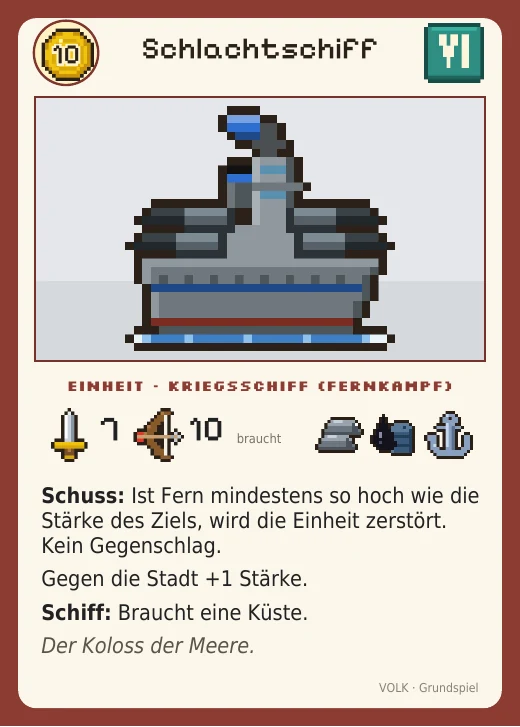 10
Schlachtschiff
VI
EINHEIT - KRIEGSSCHIFF (FERNKAMPF)
7 10 braucht
Schuss: Ist Fern mindestens so hoch wie die
Stärke des Ziels, wird die Einheit zerstört.
Kein Gegenschlag.
Gegen die Stadt +1 Stärke.
Schiff: Braucht eine Küste.
Der Koloss der Meere.
VOLK · Grundspiel